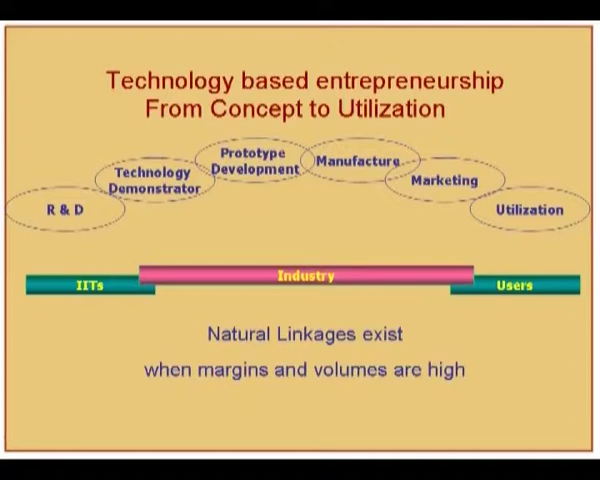 Technology based entrepreneurship
From Concept to Utilization
R & D
Technology
Demonstrator
Prototype
Development
Manufacture
Marketing
Utilization
IITs
Industry
Users
Natural Linkages exist
when margins and volumes are high